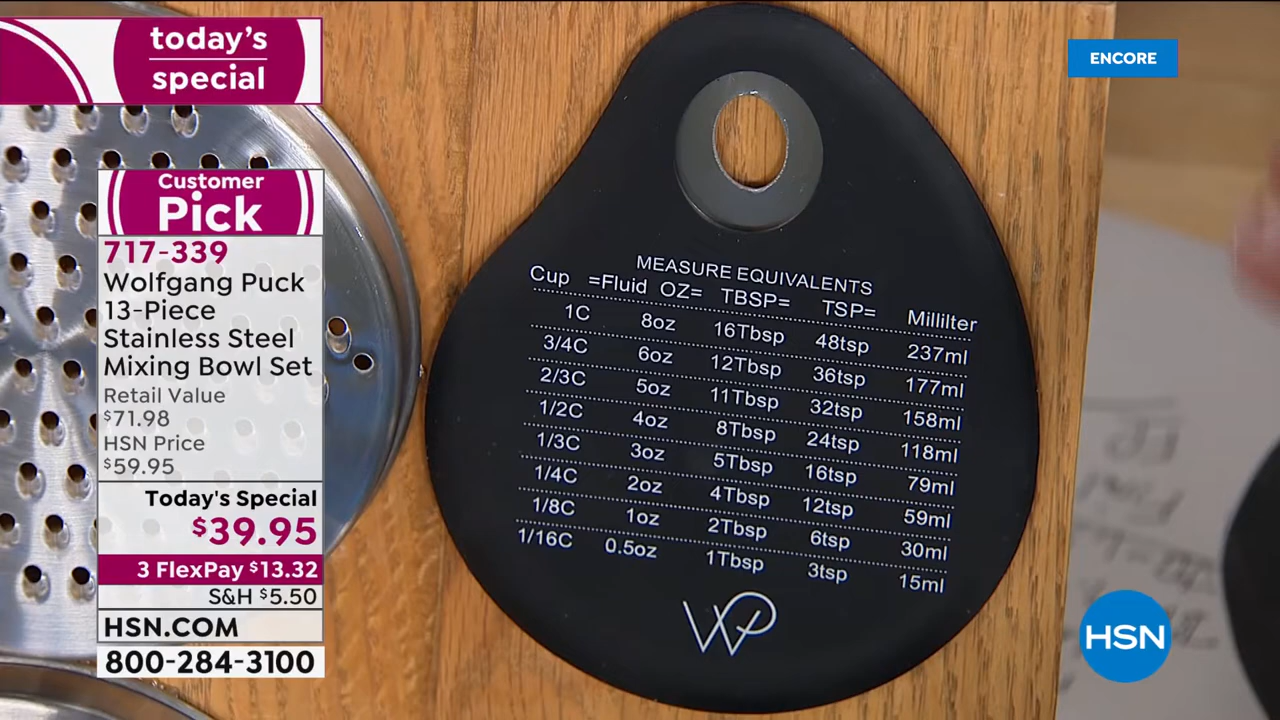 today's
special
ENCORE
Customer
Pick
717-339
Wolfgang Puck
13-Piece
Stainless Steel
Mixing Bowl Set
Retail Value
$71.98
HSN Price
$59.95
Today's Special
$39.95
3 FlexPay $13.32
S&H $5.50
HSN.COM
800-284-3100
MEASURE EQUIVALENTS
Cup =Fluid OZ= TBSP= TSP= Millilter
1C 8oz 16Tbsp 48tsp 237ml
3/4C 6oz 12Tbsp 36tsp 177ml
2/3C 5oz 11Tbsp 32tsp 158ml
1/2C 4oz 8Tbsp 24tsp 118ml
1/3C 3oz 5Tbsp 16tsp 79ml
1/4C 2oz 4Tbsp 12tsp 59ml
1/8C 1oz 2Tbsp 6tsp 30ml
1/16C 0.5oz 1Tbsp 3tsp 15ml
WP
HSN